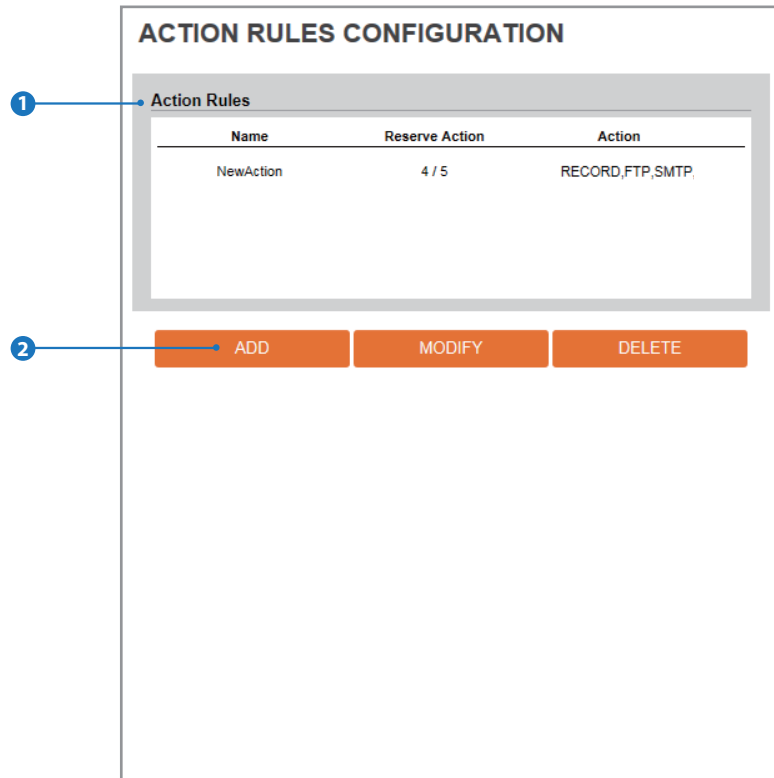 ACTION RULES CONFIGURATION
1
Action Rules
Name Reserve Action Action
NewAction 4 / 5 RECORD,FTP,SMTP,
2
ADD MODIFY DELETE